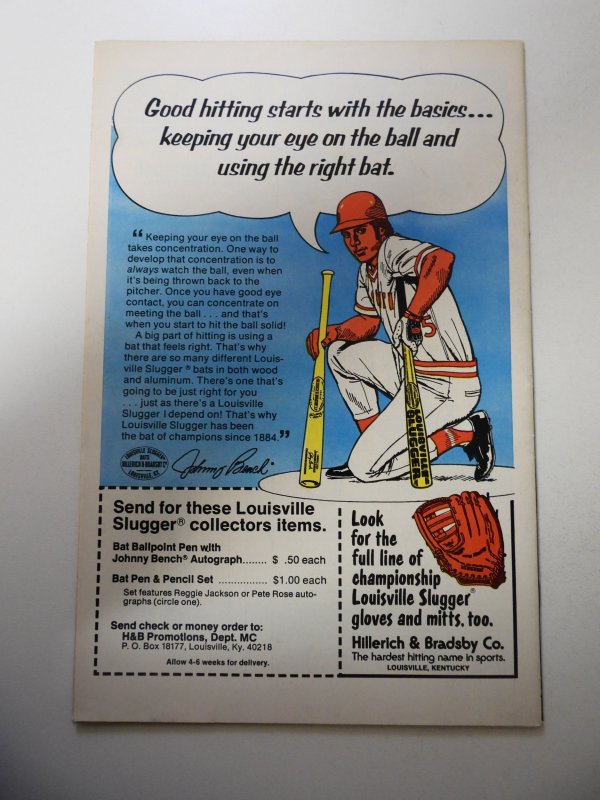 Good hitting starts with the basics...
keeping your eye on the ball and
using the right bat.
“ Keeping your eye on the ball
takes concentration. One way to
develop that concentration is to
always watch the ball, even when
it's being thrown back to the
pitcher. Once you have good eye
contact, you can concentrate on
meeting the ball . . . and that's
when you start to hit the ball solid!
A big part of hitting is using a
bat that feels right. That's why
there are so many different Louis-
ville Slugger® bats in both wood
and aluminum. There's one that's
going to be just right for you
. . . just as there's a Louisville
Slugger I depend on! That's why
Louisville Slugger has been
the bat of champions since 1884.”
LOUISVILLE SLUGGER
BATS
HILLERICH & BRADSBY Co
LOUISVILLE, KY.
Johnny Bench
5
LOUISVILLE
SLUGGER
Send for these Louisville
Slugger® collectors items.
Bat Ballpoint Pen with
Johnny Bench® Autograph........ $ .50 each
Bat Pen & Pencil Set ................ $1.00 each
Set features Reggie Jackson or Pete Rose auto-
graphs (circle one).
Send check or money order to:
H&B Promotions, Dept. MC
P. O. Box 18177, Louisville, Ky. 40218
Allow 4-6 weeks for delivery.
Look
for the
full line of
championship
Louisville Slugger®
gloves and mitts, too.
Hillerich & Bradsby Co.
The hardest hitting name in sports.
LOUISVILLE, KENTUCKY